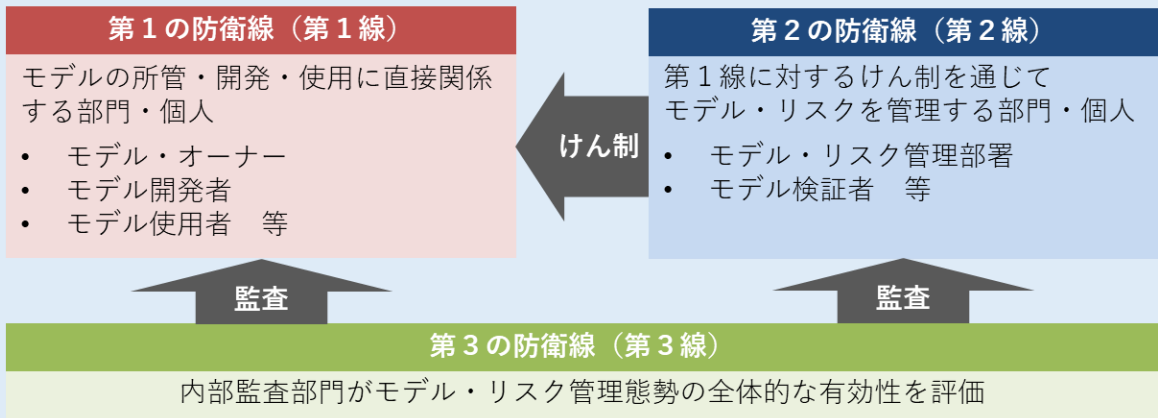 第１の防衛線（第１線）
モデルの所管・開発・使用に直接関係
する部門・個人
• モデル・オーナー
• モデル開発者
• モデル使用者　等
けん制
第２の防衛線（第２線）
第１線に対するけん制を通じて
モデル・リスクを管理する部門・個人
• モデル・リスク管理部署
• モデル検証者　等
監査
監査
第３の防衛線（第３線）
内部監査部門がモデル・リスク管理態勢の全体的な有効性を評価